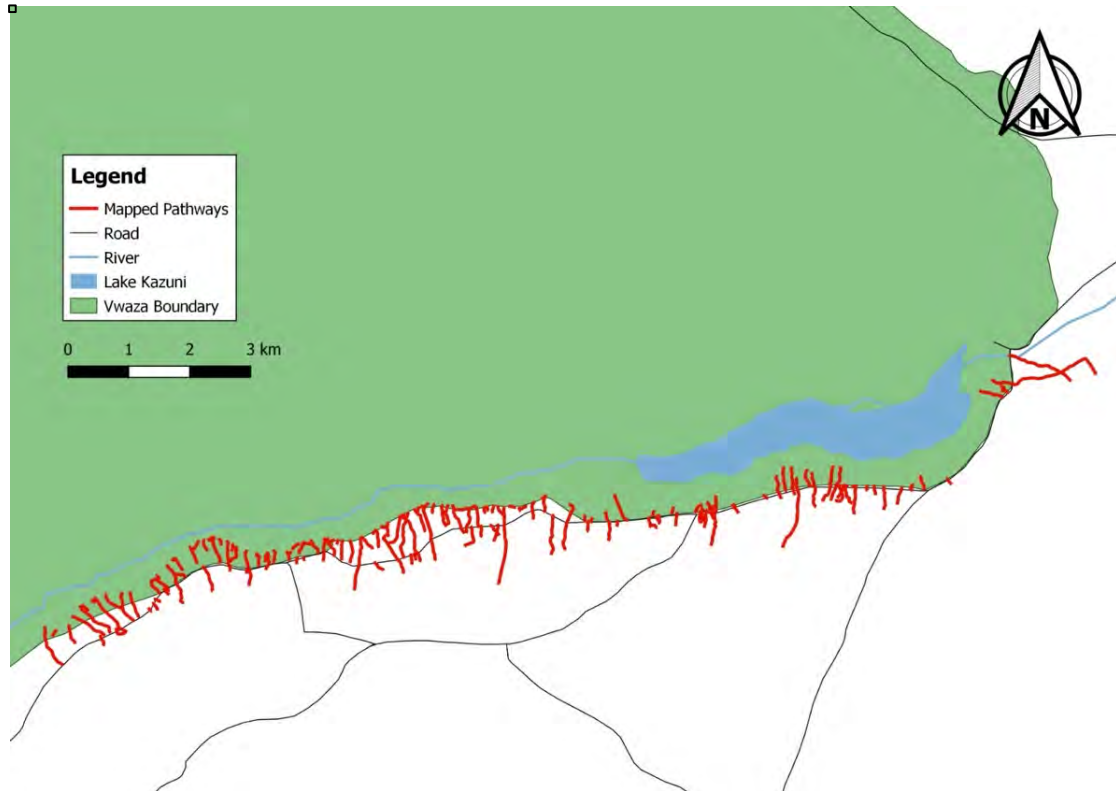 N
Legend
Mapped Pathways
Road
River
Lake Kazuni
Vwaza Boundary
0 1 2 3 km